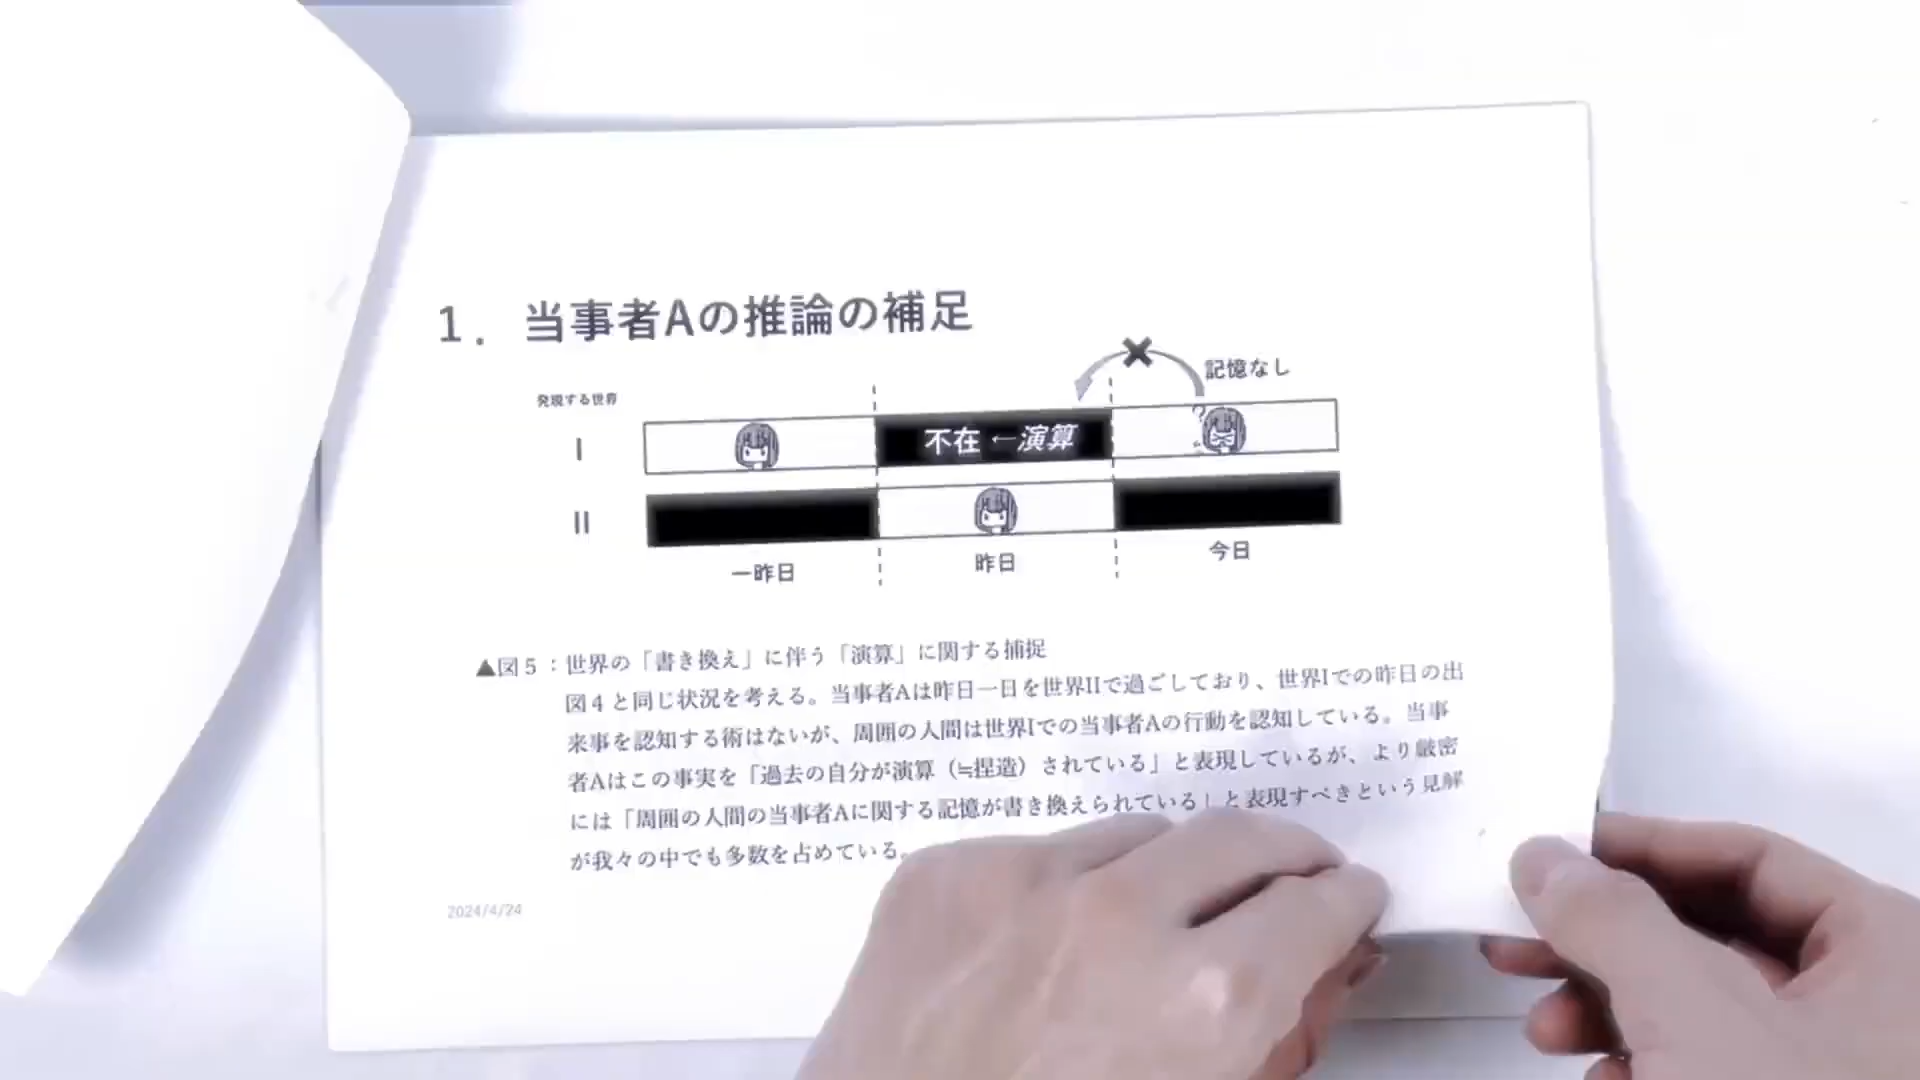 1. 当事者Aの推論の補足
記憶なし
発現する世界
I
不在 ←演算
?
II
一昨日
昨日
今日
▲図5：世界の「書き換え」に伴う「演算」に関する捕捉
図4と同じ状況を考える。当事者Aは昨日一日を世界IIで過ごしており、世界Iでの昨日の出
来事を認知する術はないが、周囲の人間は世界Iでの当事者Aの行動を認知している。当事
者Aはこの事実を「過去の自分が演算（≒捏造）されている」と表現しているが、より厳密
には「周囲の人間の当事者Aに関する記憶が書き換えられている」と表現すべきという見解
が我々の中でも多数を占めている。
2024/4/24